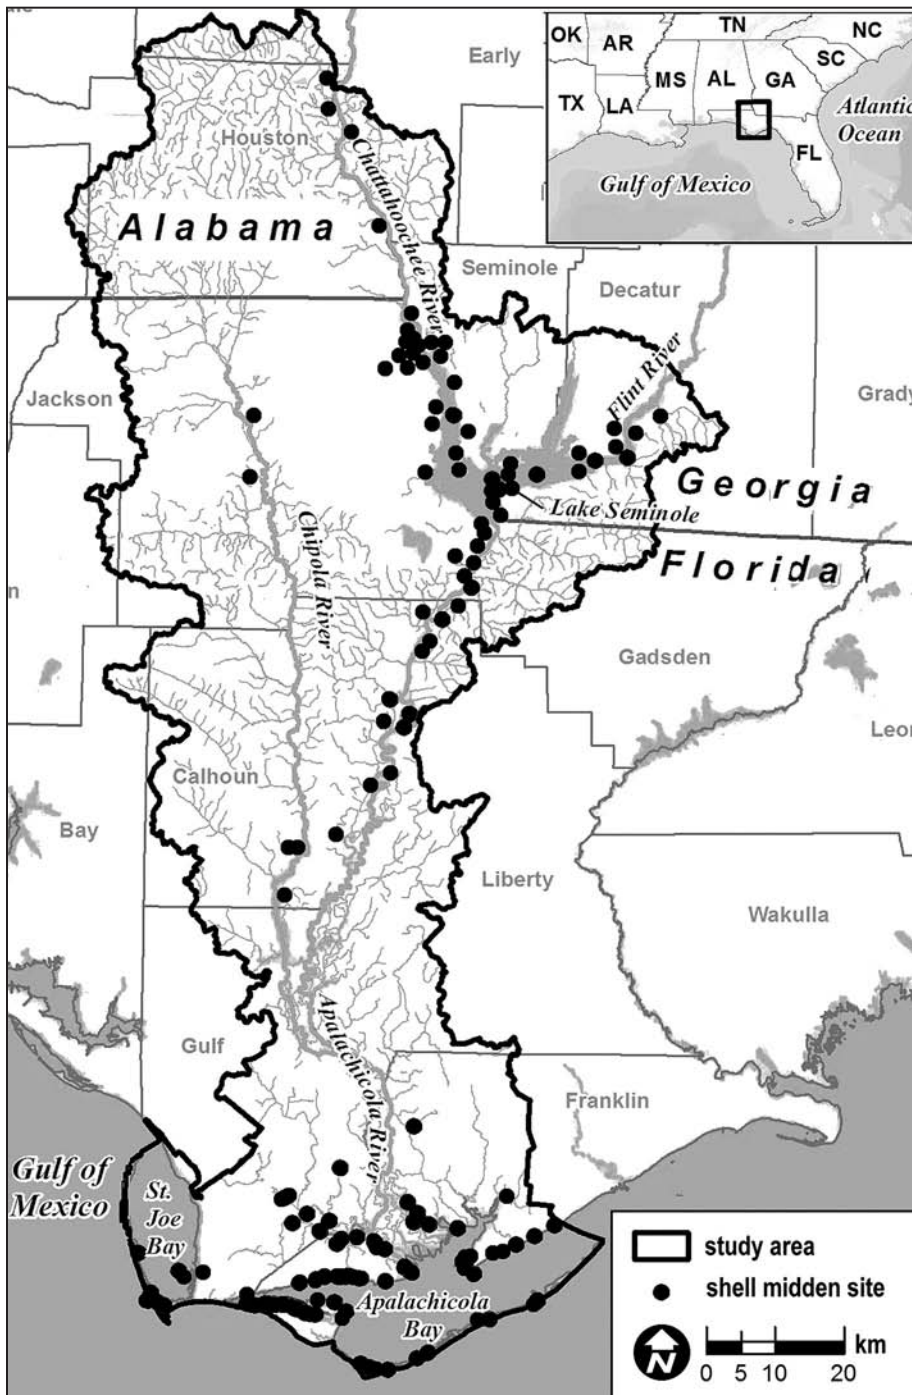 Early
Houston
Alabama
Chattahoochee River
OK
AR
TN
NC
SC
MS
AL
GA
TX
LA
FL
Atlantic
Ocean
Gulf of Mexico
Seminole
Decatur
Flint River
Jackson
Grady
Georgia
Lake Seminole
Florida
Chipola River
Gadsden
Leon
Calhoun
Bay
Liberty
Wakulla
Apalachicola River
Gulf
Franklin
Gulf of
Mexico
St.
Joe
Bay
Apalachicola
Bay
study area
shell midden site
N
0 5 10 20
km